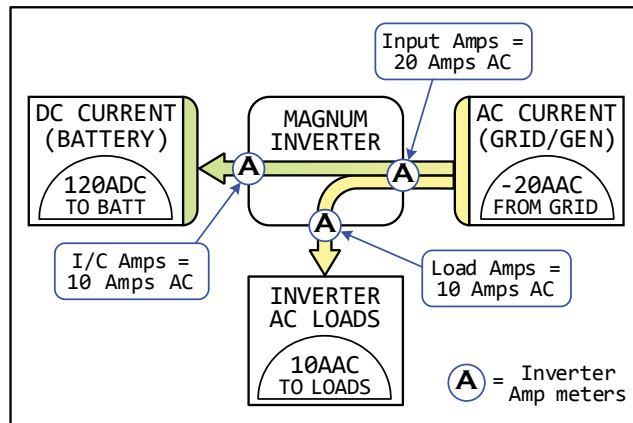 Input Amps =
20 Amps AC
DC CURRENT
(BATTERY)
120ADC
TO BATT
MAGNUM
INVERTER
AC CURRENT
(GRID/GEN)
-20AAC
FROM GRID
A
A
A
I/C Amps =
10 Amps AC
Load Amps =
10 Amps AC
INVERTER
AC LOADS
10AAC
TO LOADS
A = Inverter
Amp meters